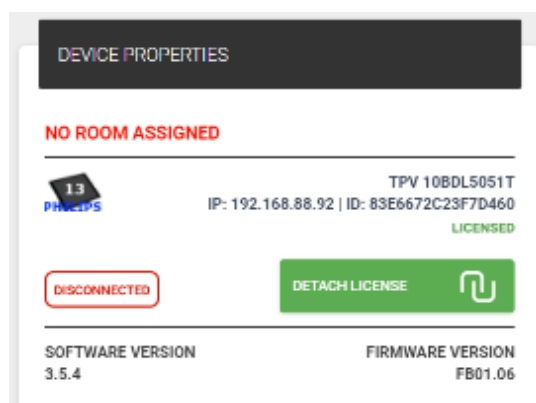 DEVICE PROPERTIES
NO ROOM ASSIGNED
13
PHILIPS
TPV 10BDL5051T
IP: 192.168.88.92 | ID: 83E6672C23F7D460
LICENSED
DISCONNECTED
DETACH LICENSE
SOFTWARE VERSION
3.5.4
FIRMWARE VERSION
FB01.06